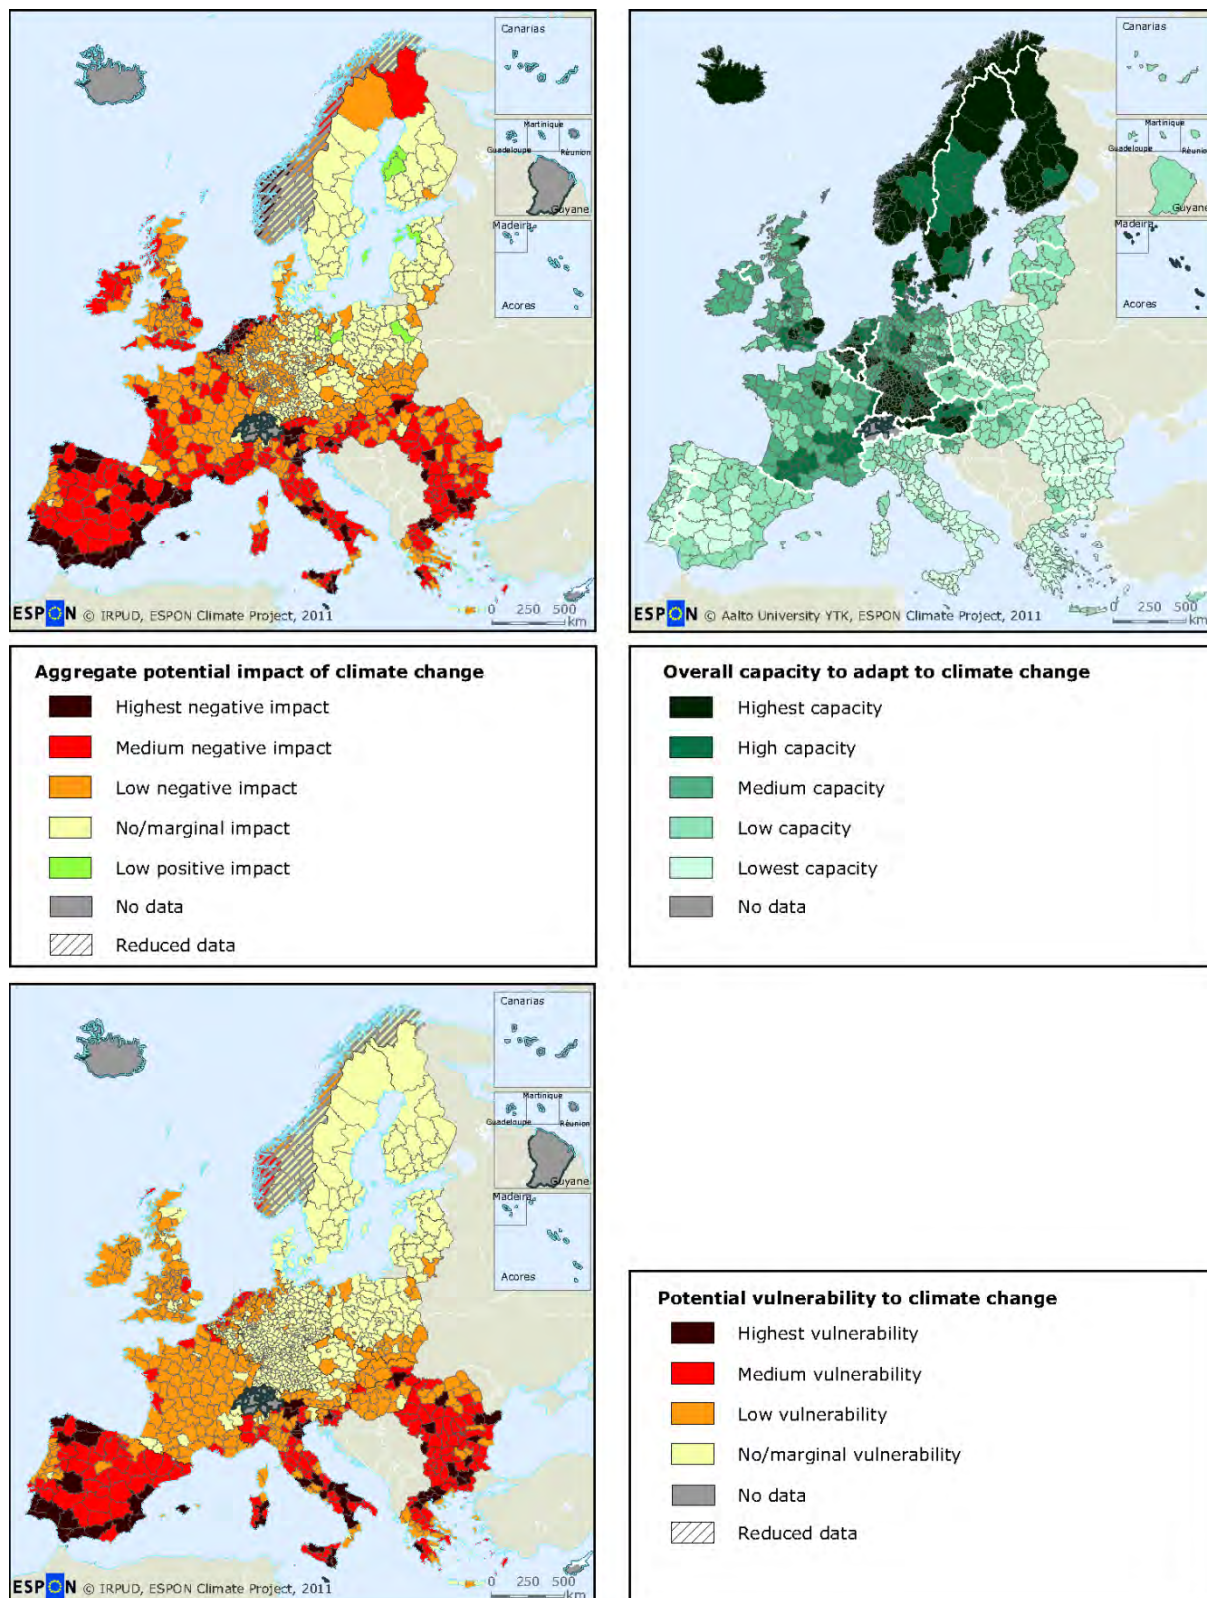 Canarias
Martinique
Guadeloupe
Réunion
Guyane
Madeira
Acores
ESPON © IRPUD, ESPON Climate Project, 2011
0 250 500
km
Canarias
Martinique
Guadeloupe
Réunion
Guyane
Madeira
Acores
ESPON © Aalto University YTK, ESPON Climate Project, 2011
0 250 500
km
Aggregate potential impact of climate change
Highest negative impact
Medium negative impact
Low negative impact
No/marginal impact
Low positive impact
No data
Reduced data
Overall capacity to adapt to climate change
Highest capacity
High capacity
Medium capacity
Low capacity
Lowest capacity
No data
Canarias
Martinique
Guadeloupe
Réunion
Guyane
Madeira
Acores
ESPON © IRPUD, ESPON Climate Project, 2011
0 250 500
km
Potential vulnerability to climate change
Highest vulnerability
Medium vulnerability
Low vulnerability
No/marginal vulnerability
No data
Reduced data